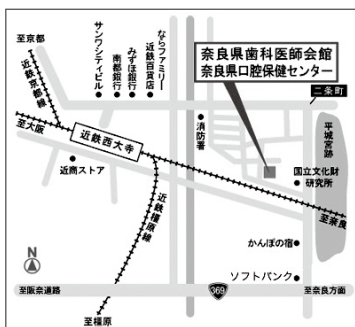 至京都
近鉄京都線
サンワシティビル
南都銀行
みずほ銀行
近鉄百貨店
ならファミリー
奈良県歯科医師会館
奈良県口腔保健センター
二条町
至大阪
近鉄西大寺
消防署
平城宮跡
近商ストア
国立文化財
研究所
近鉄橿原線
至奈良
かんぽの宿
N
ソフトバンク
至阪奈道路
369
至奈良方面
至橿原